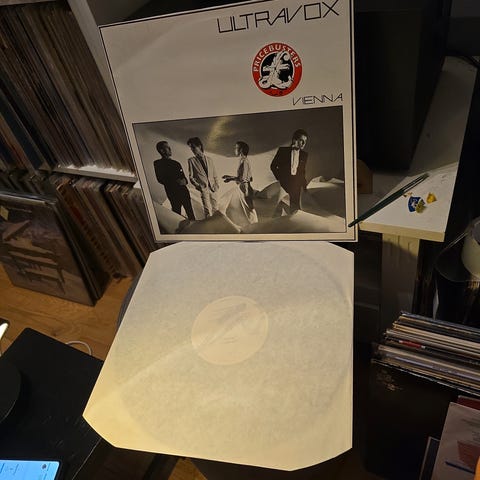 ULTRAVOX
PRICEBUSTERS
£
VIENNA